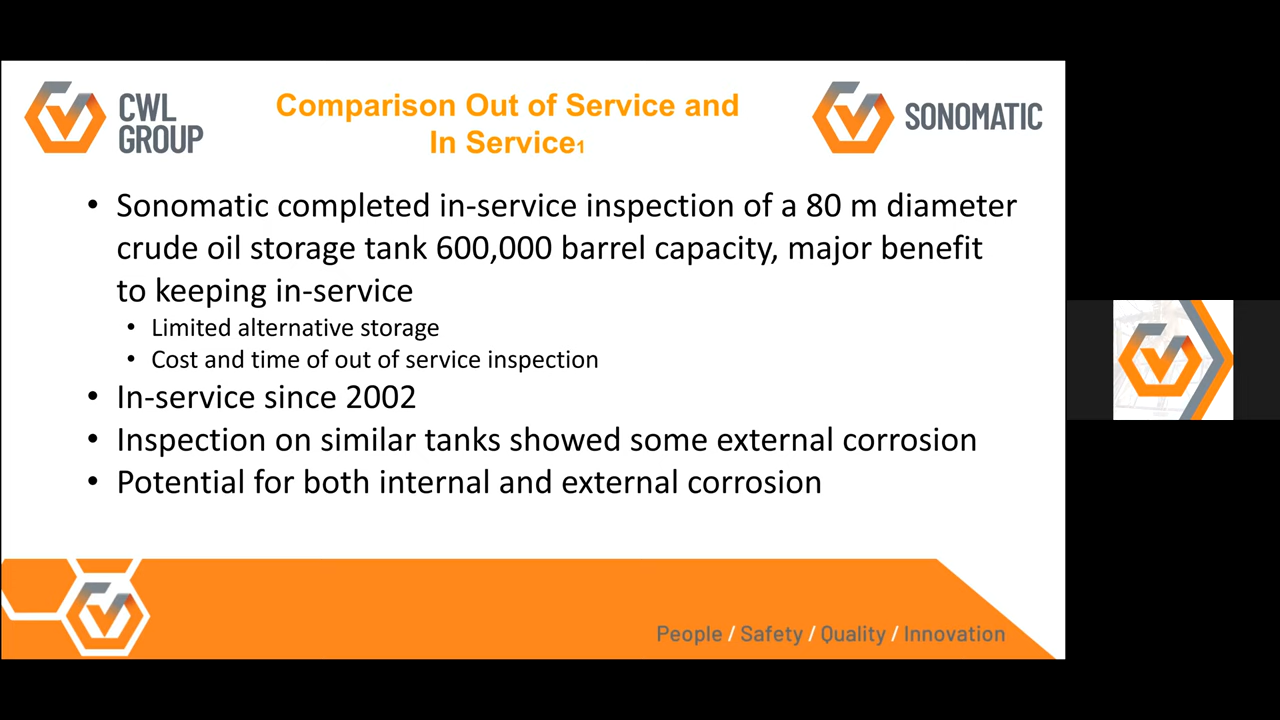 CWL
GROUP
Comparison Out of Service and
In Service1
SONOMATIC
• Sonomatic completed in-service inspection of a 80 m diameter
crude oil storage tank 600,000 barrel capacity, major benefit
to keeping in-service
• Limited alternative storage
• Cost and time of out of service inspection
• In-service since 2002
• Inspection on similar tanks showed some external corrosion
• Potential for both internal and external corrosion
People / Safety / Quality / Innovation